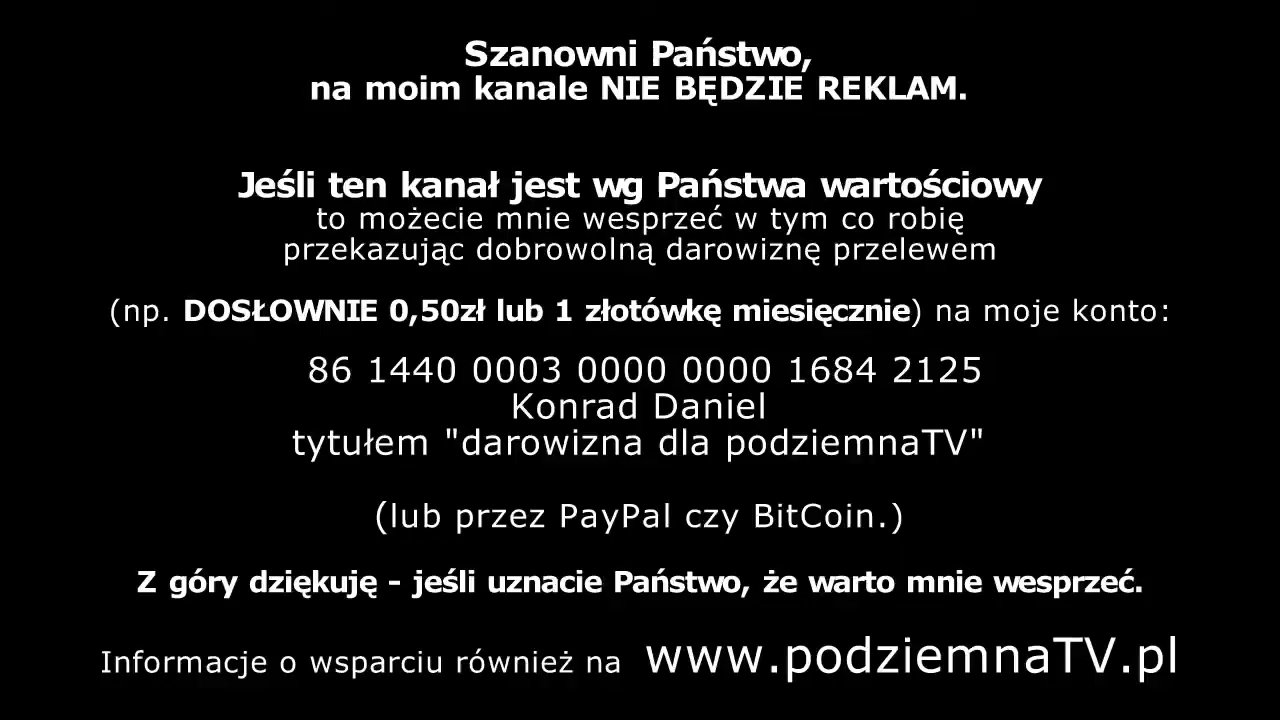 Szanowni Państwo,
na moim kanale NIE BĘDZIE REKLAM.
Jeśli ten kanał jest wg Państwa wartościowy
to możecie mnie wesprzeć w tym co robię
przekazując dobrowolną darowiznę przelewem
(np. DOSŁOWNIE 0,50zł lub 1 złotówkę miesięcznie) na moje konto:
86 1440 0003 0000 0000 1684 2125
Konrad Daniel
tytułem "darowizna dla podziemnaTV"
(lub przez PayPal czy BitCoin.)
Z góry dziękuję - jeśli uznacie Państwo, że warto mnie wesprzeć.
Informacje o wsparciu również na www.podziemnaTV.pl